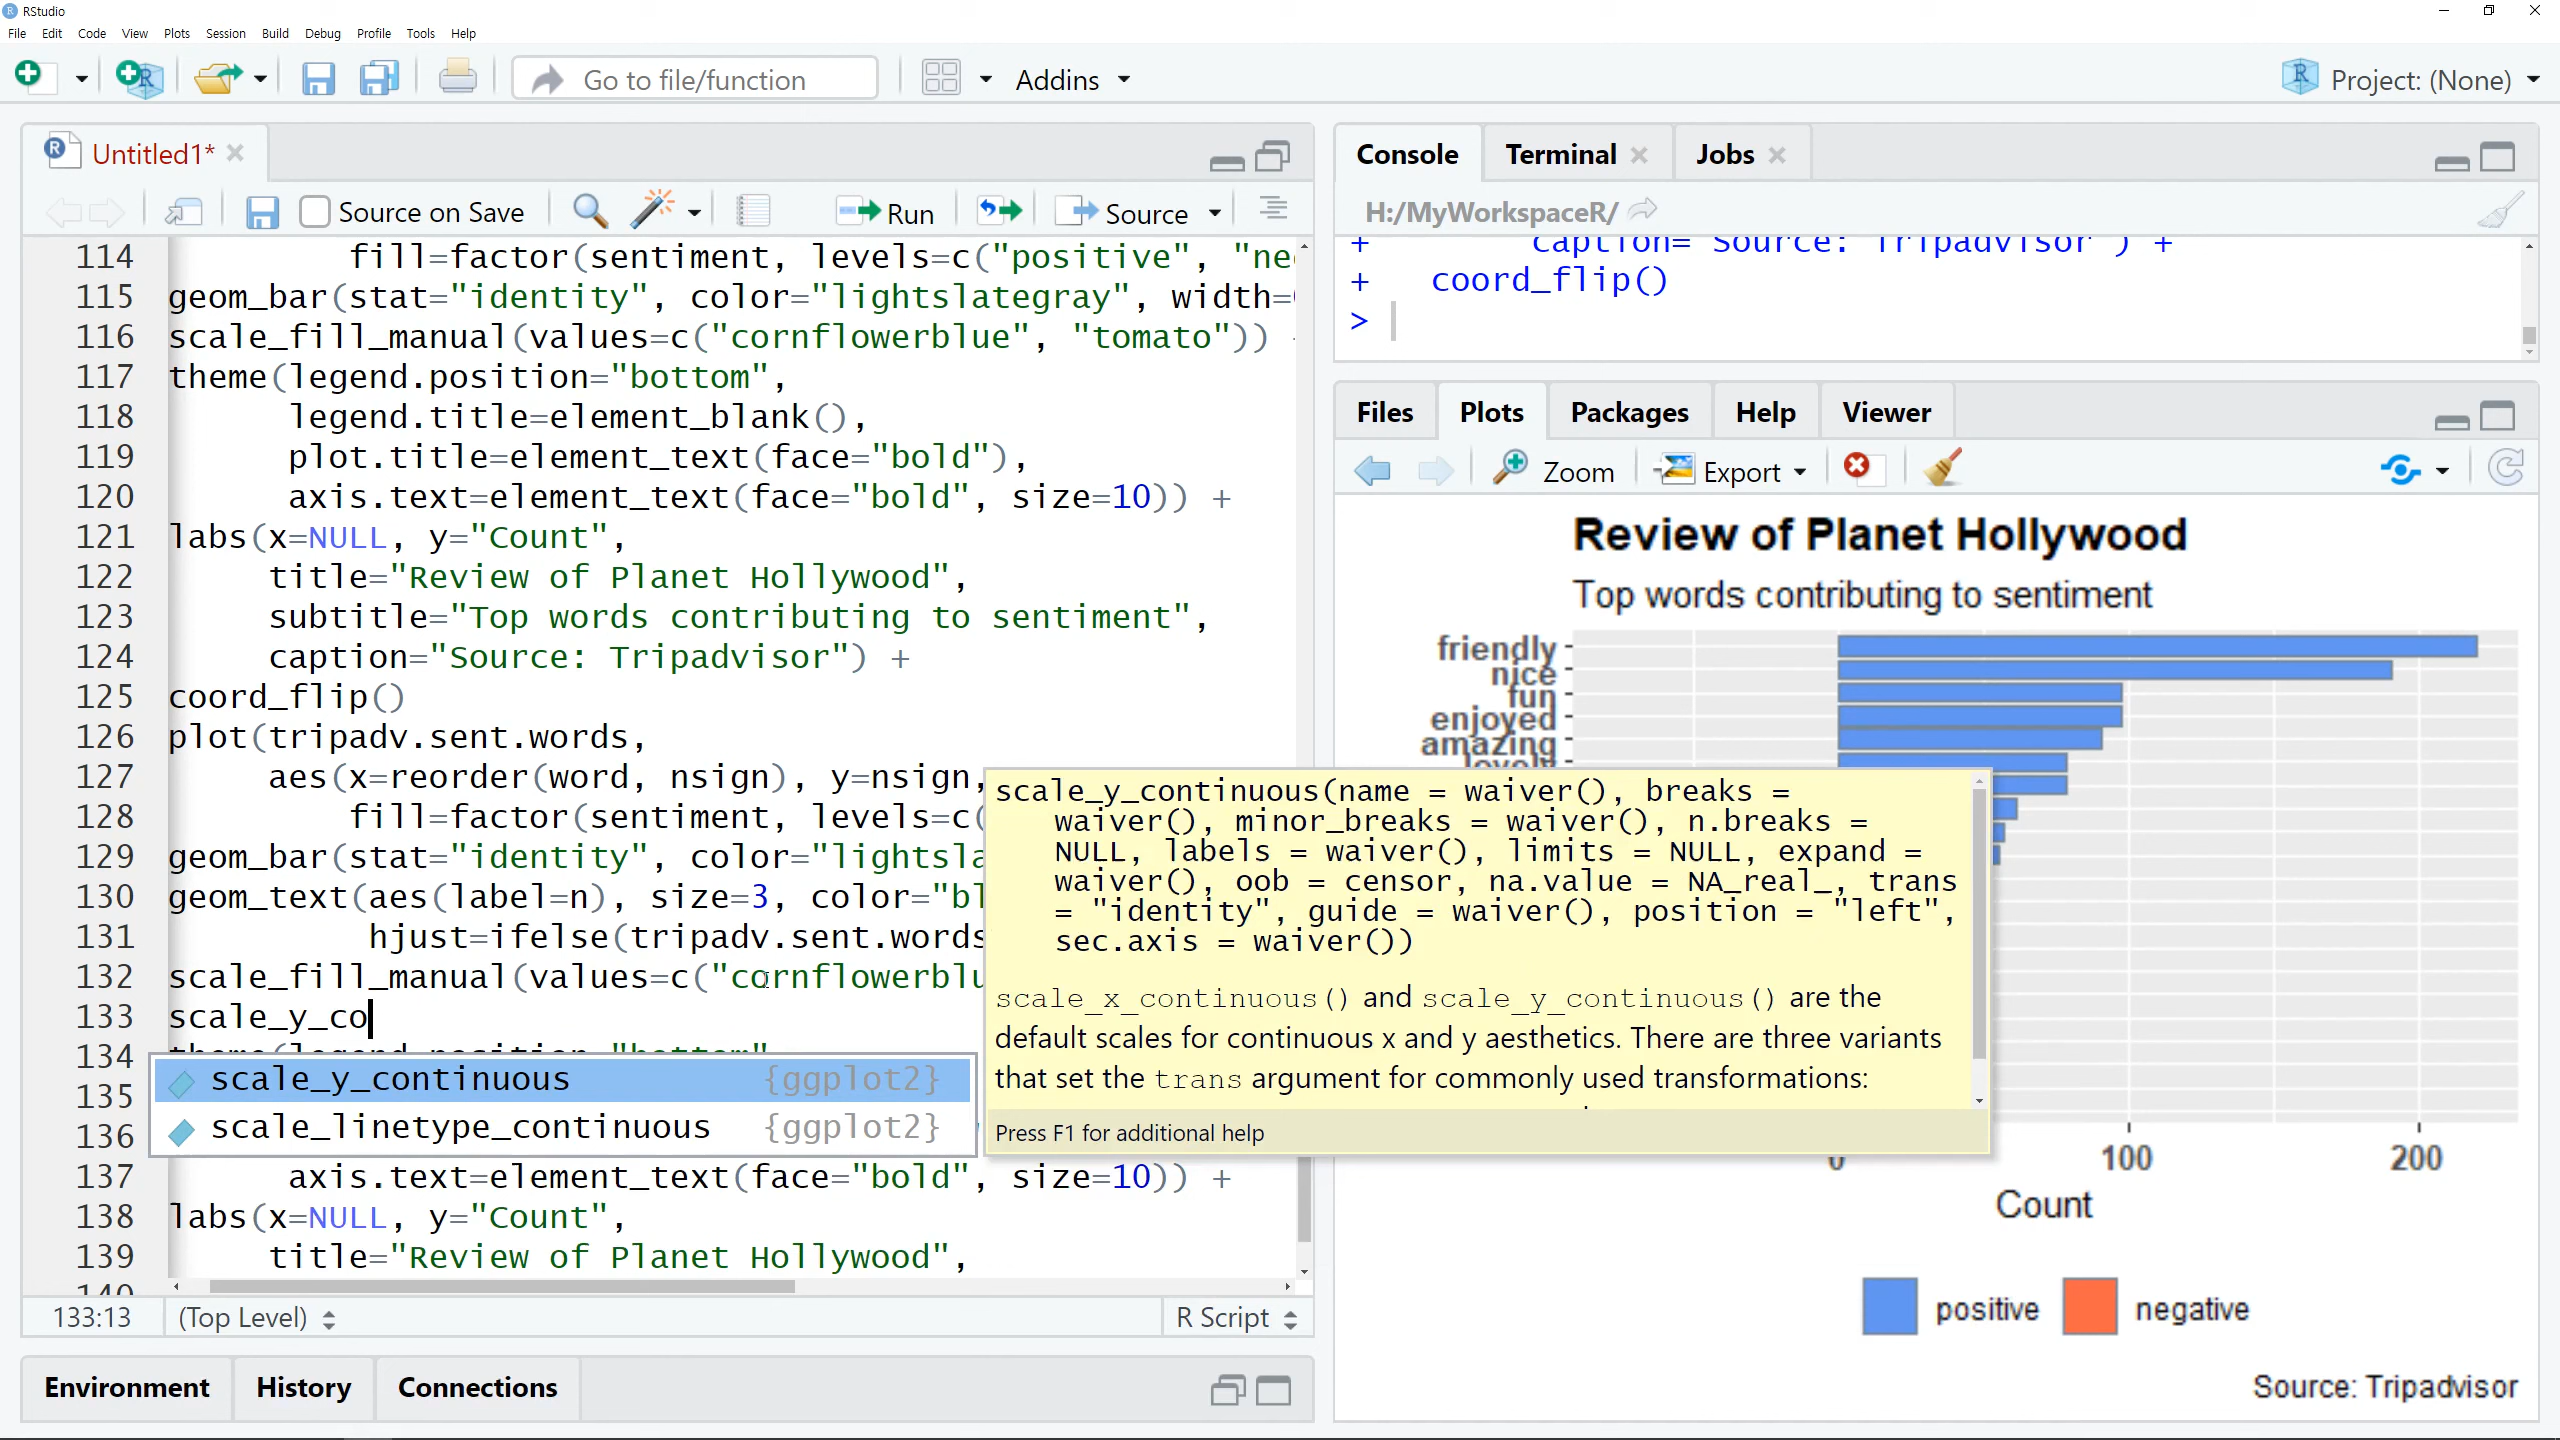 RStudio
File Edit Code View Plots Session Build Debug Profile Tools Help
Go to file/function
Addins
Project: (None)
Untitled1*
Source on Save
Run
Source
114 fill=factor(sentiment, levels=c("positive",
115 geom_bar(stat="identity", color="lightslategray", width=
116 scale_fill_manual(values=c("cornflowerblue", "tomato"))
117 theme(legend.position="bottom",
118 legend.title=element_blank(),
119 plot.title=element_text(face="bold"),
120 axis.text=element_text(face="bold", size=10)) +
121 labs(x=NULL, y="Count",
122 title="Review of Planet Hollywood",
123 subtitle="Top words contributing to sentiment",
124 caption="Source: Tripadvisor") +
125 coord_flip()
126 plot(tripadv.sent.words,
127 aes(x=reorder(word, nsign), y=nsign,
128 fill=factor(sentiment, levels=c(
129 geom_bar(stat="identity", color="lightsla
130 geom_text(aes(label=n), size=3, color="bl
131 hjust=ifelse(tripadv.sent.words
132 scale_fill_manual(values=c("cornflowerblu
133 scale_y_co
134
135
136
scale_y_continuous {ggplot2}
scale_linetype_continuous {ggplot2}
137 axis.text=element_text(face="bold", size=10)) +
138 labs(x=NULL, y="Count",
139 title="Review of Planet Hollywood",
140
133:13 (Top Level) R Script
Environment History Connections
scale_y_continuous(name = waiver(), breaks =
waiver(), minor_breaks = waiver(), n.breaks =
NULL, labels = waiver(), limits = NULL, expand =
waiver(), oob = censor, na.value = NA_real_, trans
= "identity", guide = waiver(), position = "left",
sec.axis = waiver())
scale_x_continuous() and scale_y_continuous() are the
default scales for continuous x and y aesthetics. There are three variants
that set the trans argument for commonly used transformations:
Press F1 for additional help
Console Terminal Jobs
H:/MyWorkspaceR/
+ caption="Source: Tripadvisor") +
+ coord_flip()
>
Files Plots Packages Help Viewer
Zoom Export
Review of Planet Hollywood
Top words contributing to sentiment
friendly
nice
fun
enjoyed
amazing
lovely
0 100 200
Count
positive negative
Source: Tripadvisor